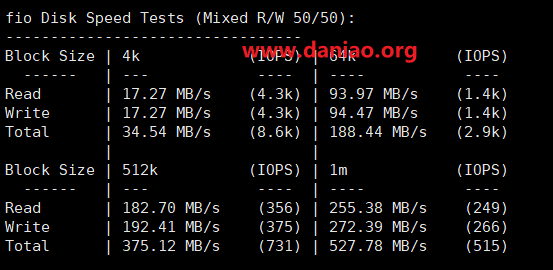 fio Disk Speed Tests (Mixed R/W 50/50):
---------------------------------
www.daniao.org
Block Size | 4k            (IOPS) | 64k           (IOPS)
  ------   | ---            ----  | ----           ----
Read       | 17.27 MB/s    (4.3k) | 93.97 MB/s    (1.4k)
Write      | 17.27 MB/s    (4.3k) | 94.47 MB/s    (1.4k)
Total      | 34.54 MB/s    (8.6k) | 188.44 MB/s   (2.9k)
           |                      |
Block Size | 512k          (IOPS) | 1m            (IOPS)
  ------   | ---            ----  | ---            ----
Read       | 182.70 MB/s    (356) | 255.38 MB/s    (249)
Write      | 192.41 MB/s    (375) | 272.39 MB/s    (266)
Total      | 375.12 MB/s    (731) | 527.78 MB/s    (515)